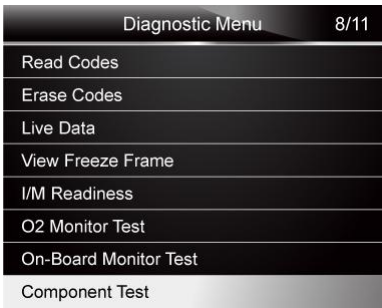 Diagnostic Menu 8/11
Read Codes
Erase Codes
Live Data
View Freeze Frame
I/M Readiness
O2 Monitor Test
On-Board Monitor Test
Component Test